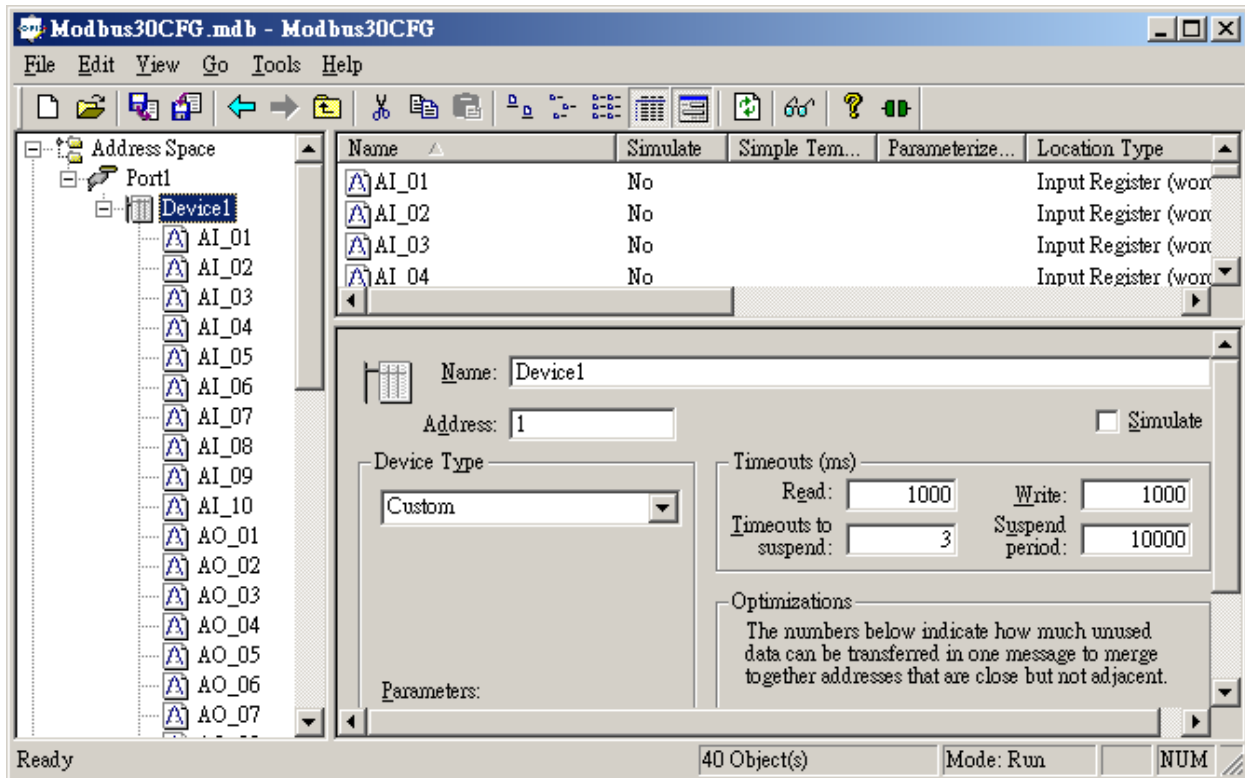 Modbus30CFG.mdb - Modbus30CFG
File Edit View Go Tools Help
Address Space
Port1
Device1
AI_01
AI_02
AI_03
AI_04
AI_05
AI_06
AI_07
AI_08
AI_09
AI_10
AO_01
AO_02
AO_03
AO_04
AO_05
AO_06
AO_07
Name Simulate Simple Tem... Parameterize... Location Type
AI_01 No Input Register (word
AI_02 No Input Register (word
AI_03 No Input Register (word
AI_04 No Input Register (word
Name: Device1
Address: 1
Simulate
Device Type
Custom
Parameters:
Timeouts (ms)
Read: 1000 Write: 1000
Timeouts to suspend: 3 Suspend period: 10000
Optimizations
The numbers below indicate how much unused
data can be transferred in one message to merge
together addresses that are close but not adjacent.
Ready 40 Object(s) Mode: Run NUM